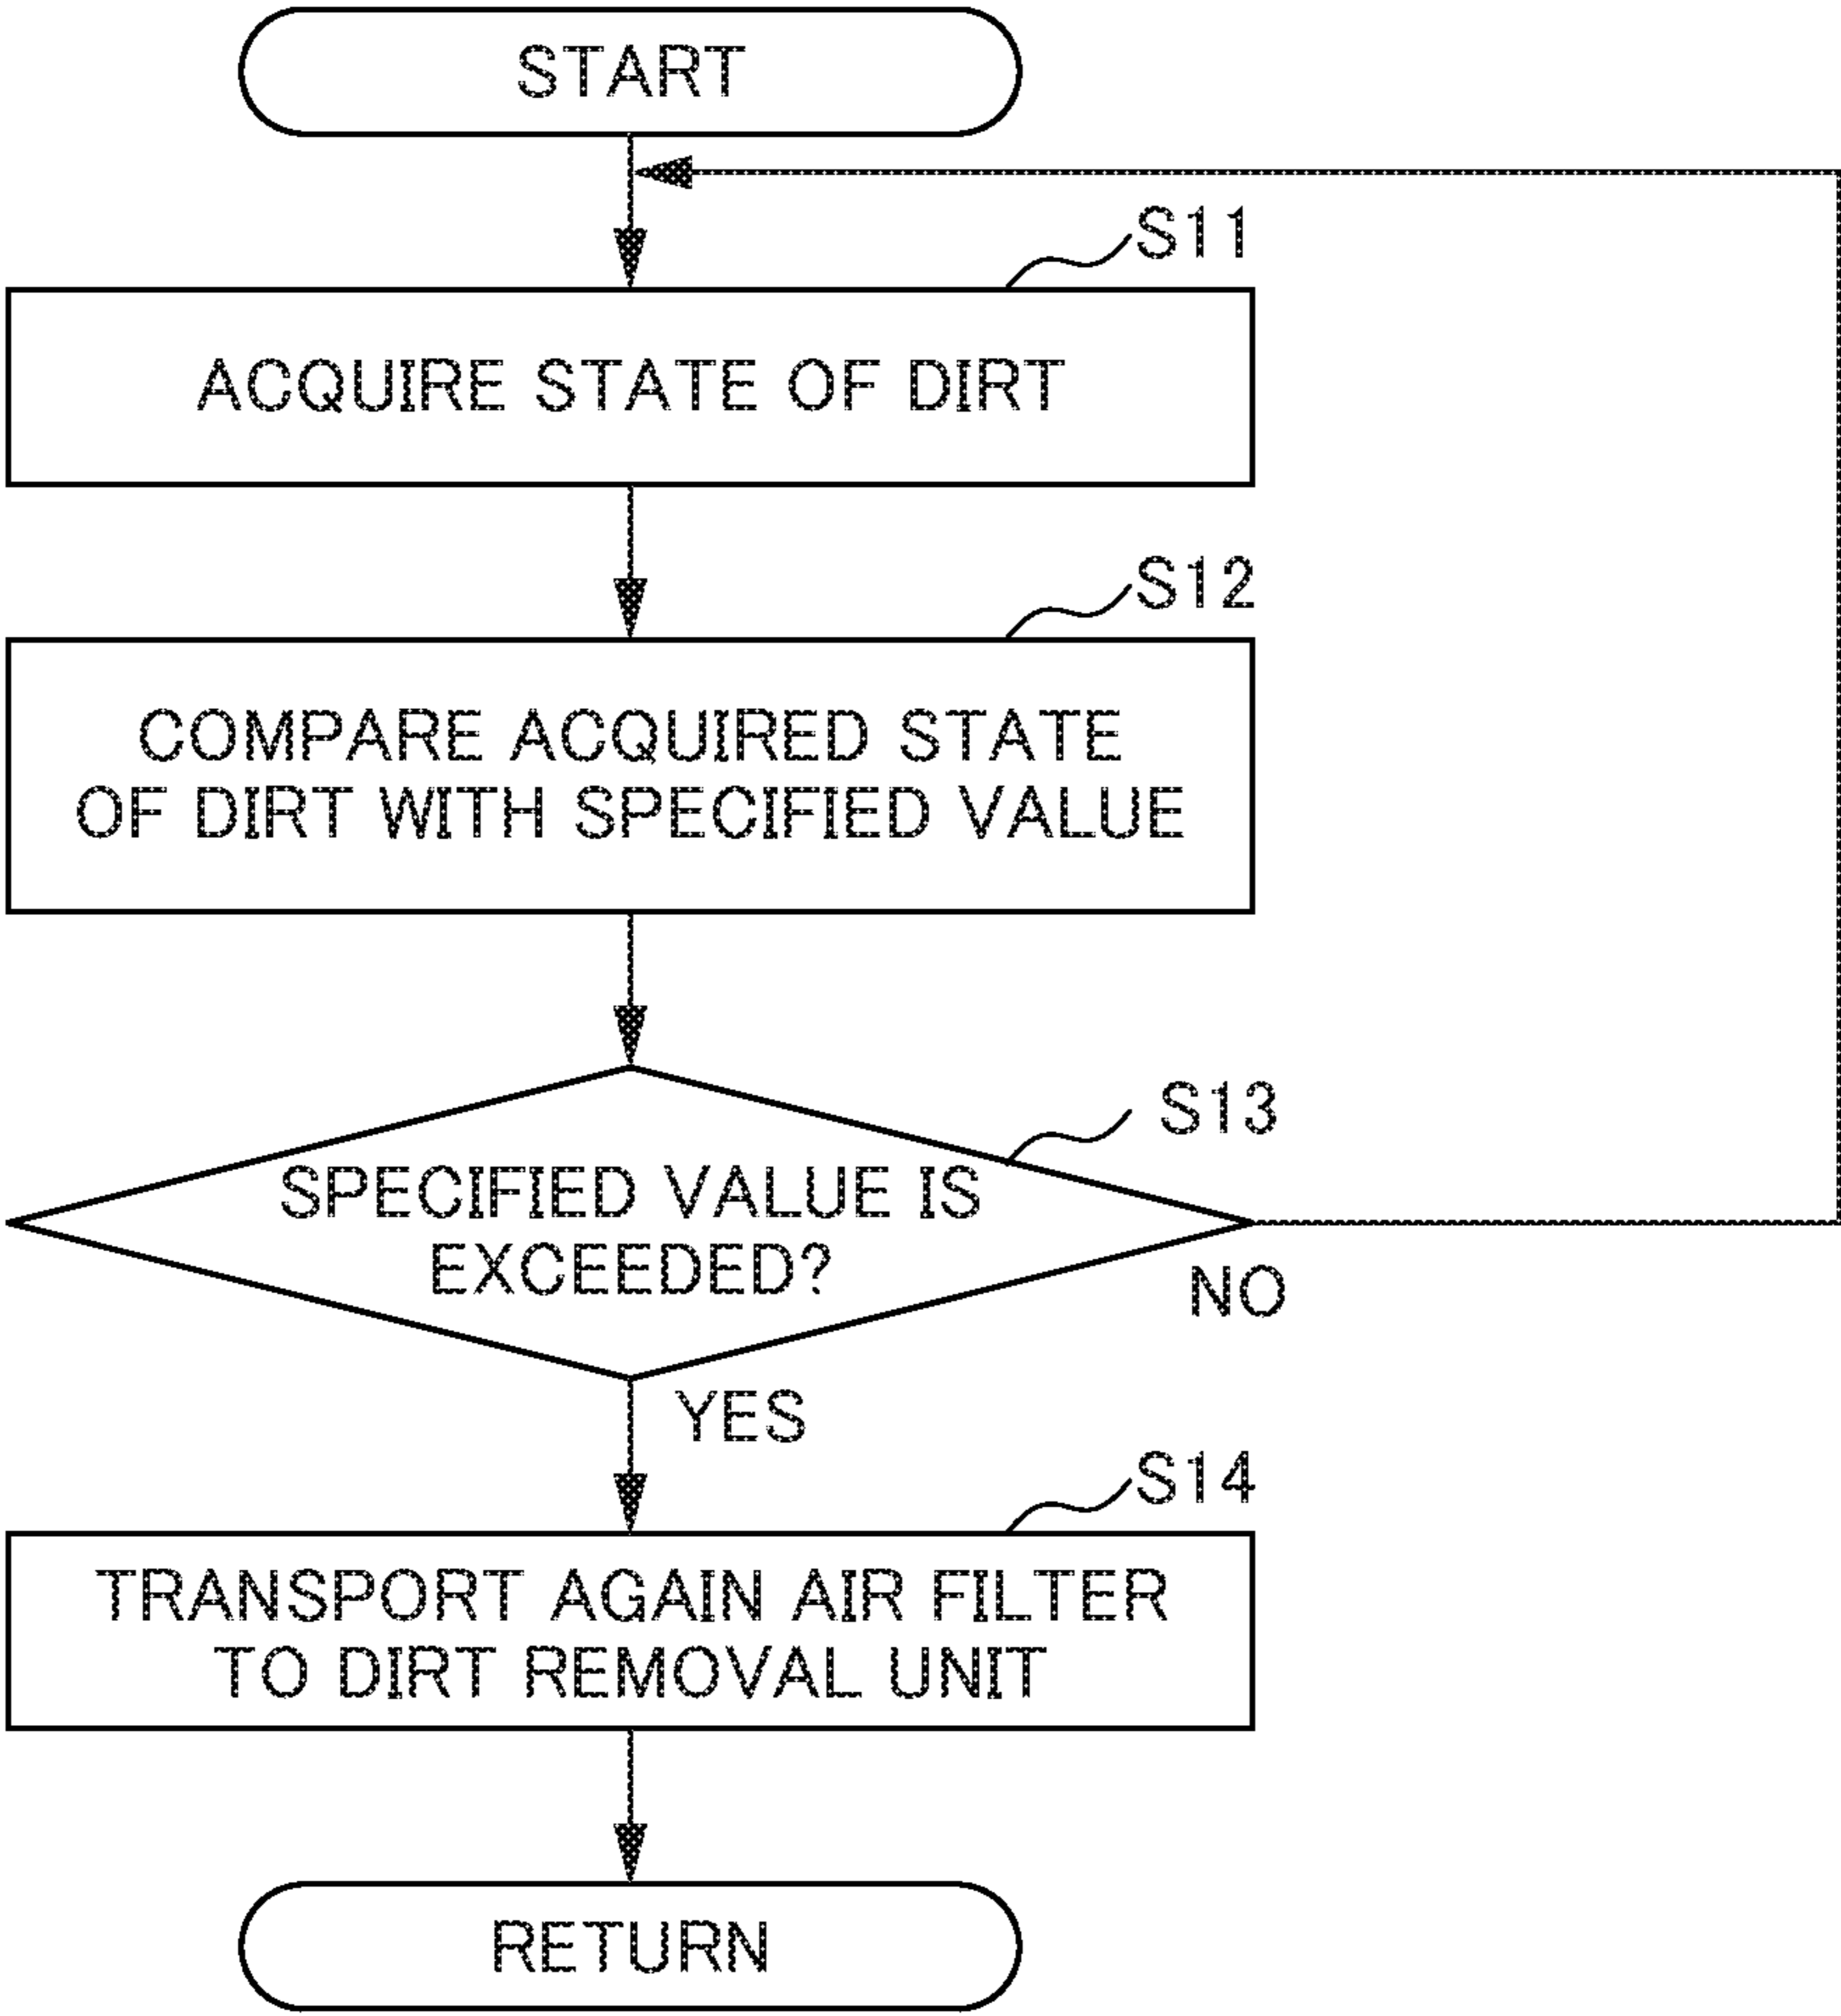 START
S11
ACQUIRE STATE OF DIRT
S12
COMPARE ACQUIRED STATE
OF DIRT WITH SPECIFIED VALUE
S13
SPECIFIED VALUE IS
EXCEEDED?
NO
YES
S14
TRANSPORT AGAIN AIR FILTER
TO DIRT REMOVAL UNIT
RETURN